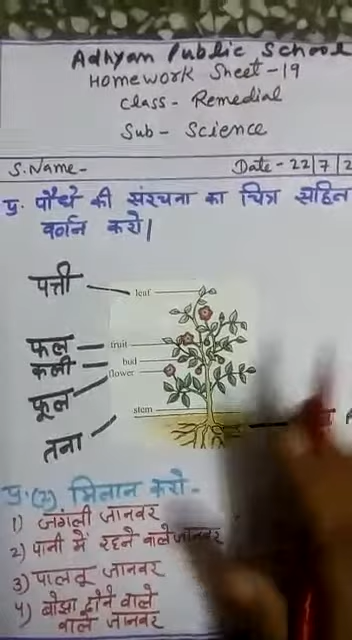 Adhyan Public School
Homework Sheet-19
Class- Remedial
Sub- Science
S.Name-
Date-22/7/2
प्र. पौधे की संरचना का चित्र सहित
वर्णन करो।
पत्ती
leaf
फल
fruit
कली
bud
फूल
flower
तना
stem
प्र.(2) मिलान करो-
1) जंगली जानवर
2) पानी में रहने वाले जानवर
3) पालतू जानवर
4) बोझा ढोने वाले
वाले जानवर